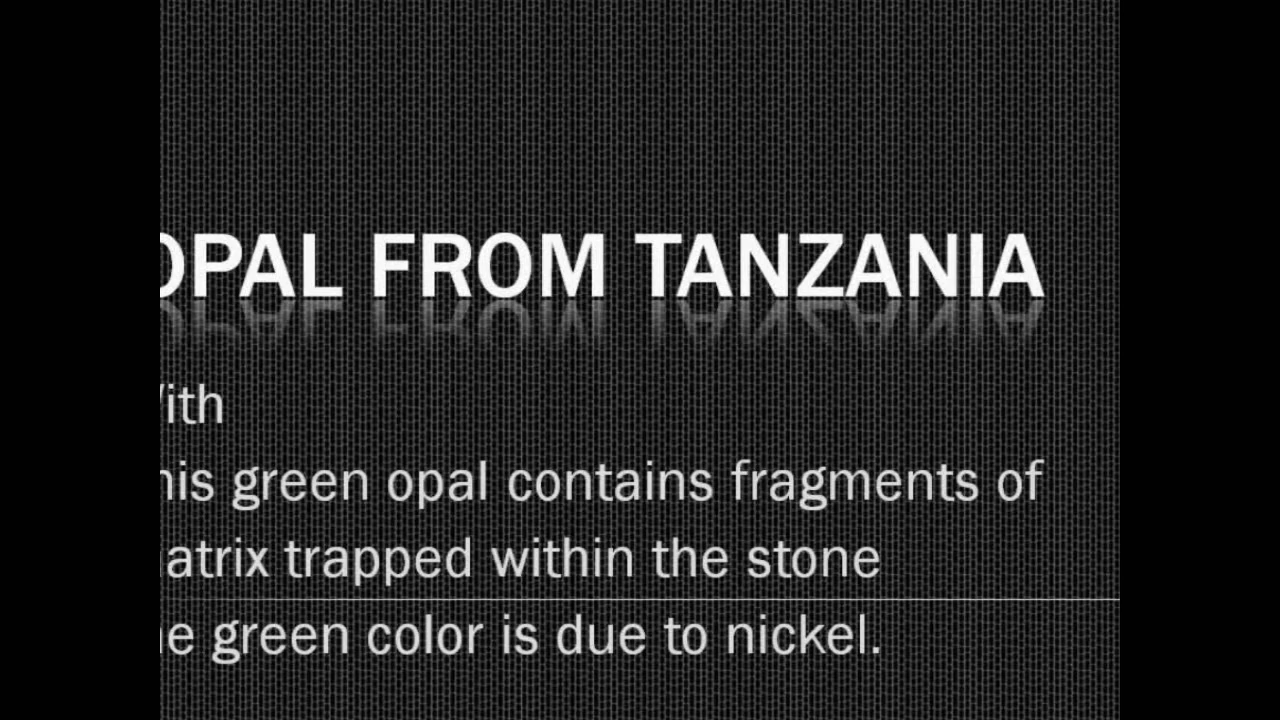 OPAL FROM TANZANIA
ith
his green opal contains fragments of
atrix trapped within the stone
e green color is due to nickel.